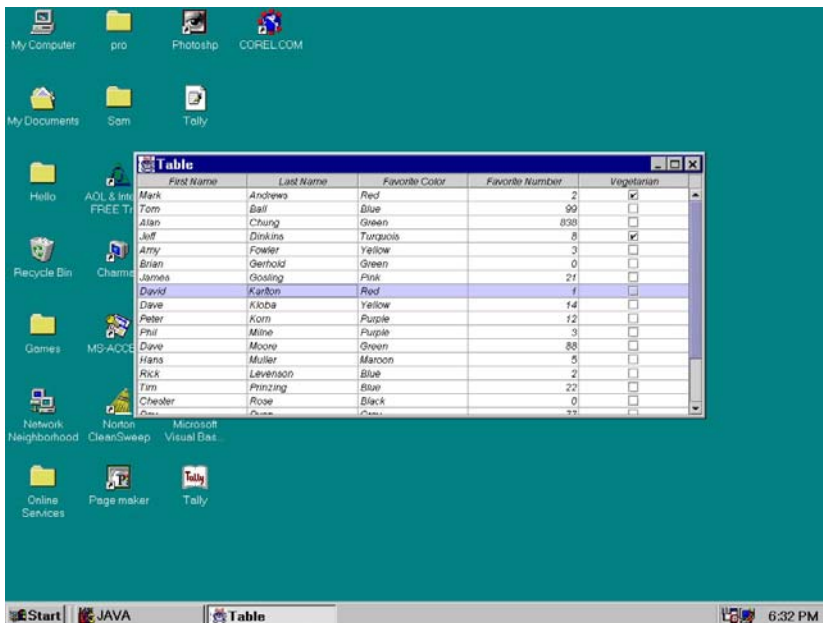 My Computer pro Photoshp COREL.COM
My Documents Sam Tally
Table
First Name Last Name Favorite Color Favorite Number Vegetarian
Mark Andrews Red 2
Tom Ball Blue 99
Alan Chung Green 838
Jeff Dinkins Turquois 8
Amy Fowler Yellow 3
Brian Gerhold Green 0
James Gosling Pink 21
David Karlton Red 1
Dave Kloba Yellow 14
Peter Korn Purple 12
Phil Milne Purple 3
Dave Moore Green 88
Hans Muller Maroon 5
Rick Levenson Blue 2
Tim Prinzing Blue 22
Chester Rose Black 0
77
Hello AOL & Inte
FREE Tr
Recycle Bin Charma
Games MS-ACCE
Network Norton Microsoft
Neighborhood CleanSweep Visual Bas...
Online Page maker Tally
Services
Start JAVA Table 6:32 PM